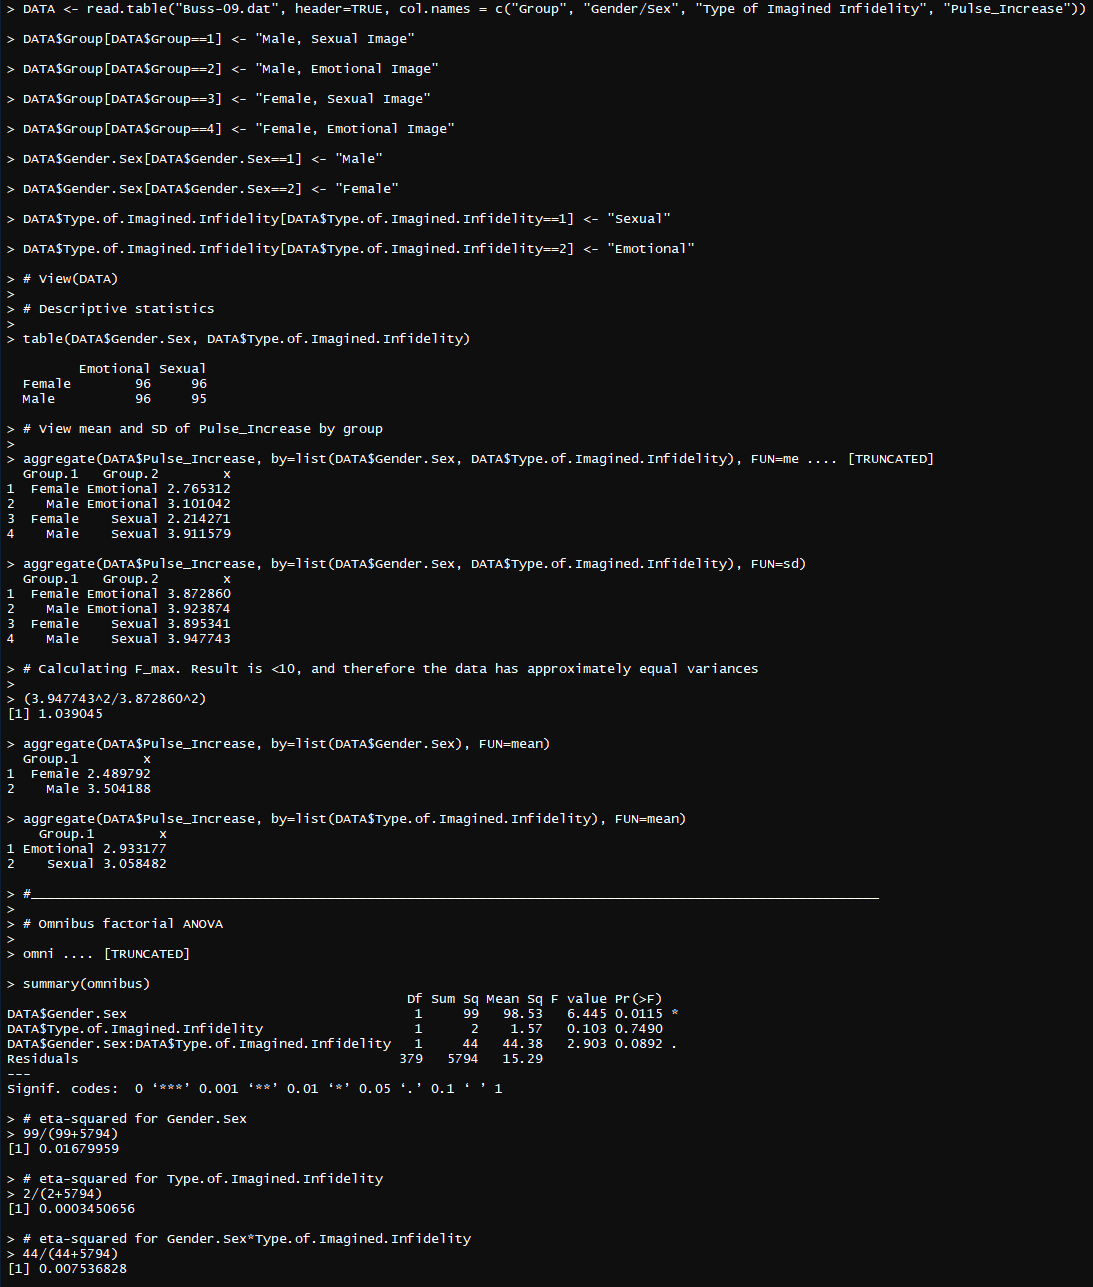 > DATA <- read.table("Buss-09.dat", header=TRUE, col.names = c("Group", "Gender/Sex", "Type of Imagined Infidelity", "Pulse_Increase"))
> DATA$Group[DATA$Group==1] <- "Male, Sexual Image"
> DATA$Group[DATA$Group==2] <- "Male, Emotional Image"
> DATA$Group[DATA$Group==3] <- "Female, Sexual Image"
> DATA$Group[DATA$Group==4] <- "Female, Emotional Image"
> DATA$Gender.Sex[DATA$Gender.Sex==1] <- "Male"
> DATA$Gender.Sex[DATA$Gender.Sex==2] <- "Female"
> DATA$Type.of.Imagined.Infidelity[DATA$Type.of.Imagined.Infidelity==1] <- "Sexual"
> DATA$Type.of.Imagined.Infidelity[DATA$Type.of.Imagined.Infidelity==2] <- "Emotional"
> # View(DATA)
>
> # Descriptive statistics
>
> table(DATA$Gender.Sex, DATA$Type.of.Imagined.Infidelity)
         Emotional Sexual
  Female        96     96
  Male          96     95
> # View mean and SD of Pulse_Increase by group
>
> aggregate(DATA$Pulse_Increase, by=list(DATA$Gender.Sex, DATA$Type.of.Imagined.Infidelity), FUN=me .... [TRUNCATED]
  Group.1   Group.2        x
1  Female Emotional 2.765312
2    Male Emotional 3.101042
3  Female    Sexual 2.214271
4    Male    Sexual 3.911579
> aggregate(DATA$Pulse_Increase, by=list(DATA$Gender.Sex, DATA$Type.of.Imagined.Infidelity), FUN=sd)
  Group.1   Group.2        x
1  Female Emotional 3.872860
2    Male Emotional 3.923874
3  Female    Sexual 3.895341
4    Male    Sexual 3.947743
> # Calculating F_max. Result is <10, and therefore the data has approximately equal variances
>
> (3.947743^2/3.872860^2)
[1] 1.039045
> aggregate(DATA$Pulse_Increase, by=list(DATA$Gender.Sex), FUN=mean)
  Group.1        x
1  Female 2.489792
2    Male 3.504188
> aggregate(DATA$Pulse_Increase, by=list(DATA$Type.of.Imagined.Infidelity), FUN=mean)
    Group.1        x
1 Emotional 2.933177
2    Sexual 3.058482
> #____________________________________________________________________________________________________________
>
> # Omnibus factorial ANOVA
>
> omni .... [TRUNCATED]
> summary(omnibus)
                                                  Df Sum Sq Mean Sq F value Pr(>F)
DATA$Gender.Sex                                    1     99   98.53   6.445 0.0115 *
DATA$Type.of.Imagined.Infidelity                   1      2    1.57   0.103 0.7490
DATA$Gender.Sex:DATA$Type.of.Imagined.Infidelity   1     44   44.38   2.903 0.0892 .
Residuals                                        379   5794   15.29
---
Signif. codes:  0 ‘***’ 0.001 ‘**’ 0.01 ‘*’ 0.05 ‘.’ 0.1 ‘ ’ 1
> # eta-squared for Gender.Sex
> 99/(99+5794)
[1] 0.01679959
> # eta-squared for Type.of.Imagined.Infidelity
> 2/(2+5794)
[1] 0.0003450656
> # eta-squared for Gender.Sex*Type.of.Imagined.Infidelity
> 44/(44+5794)
[1] 0.007536828